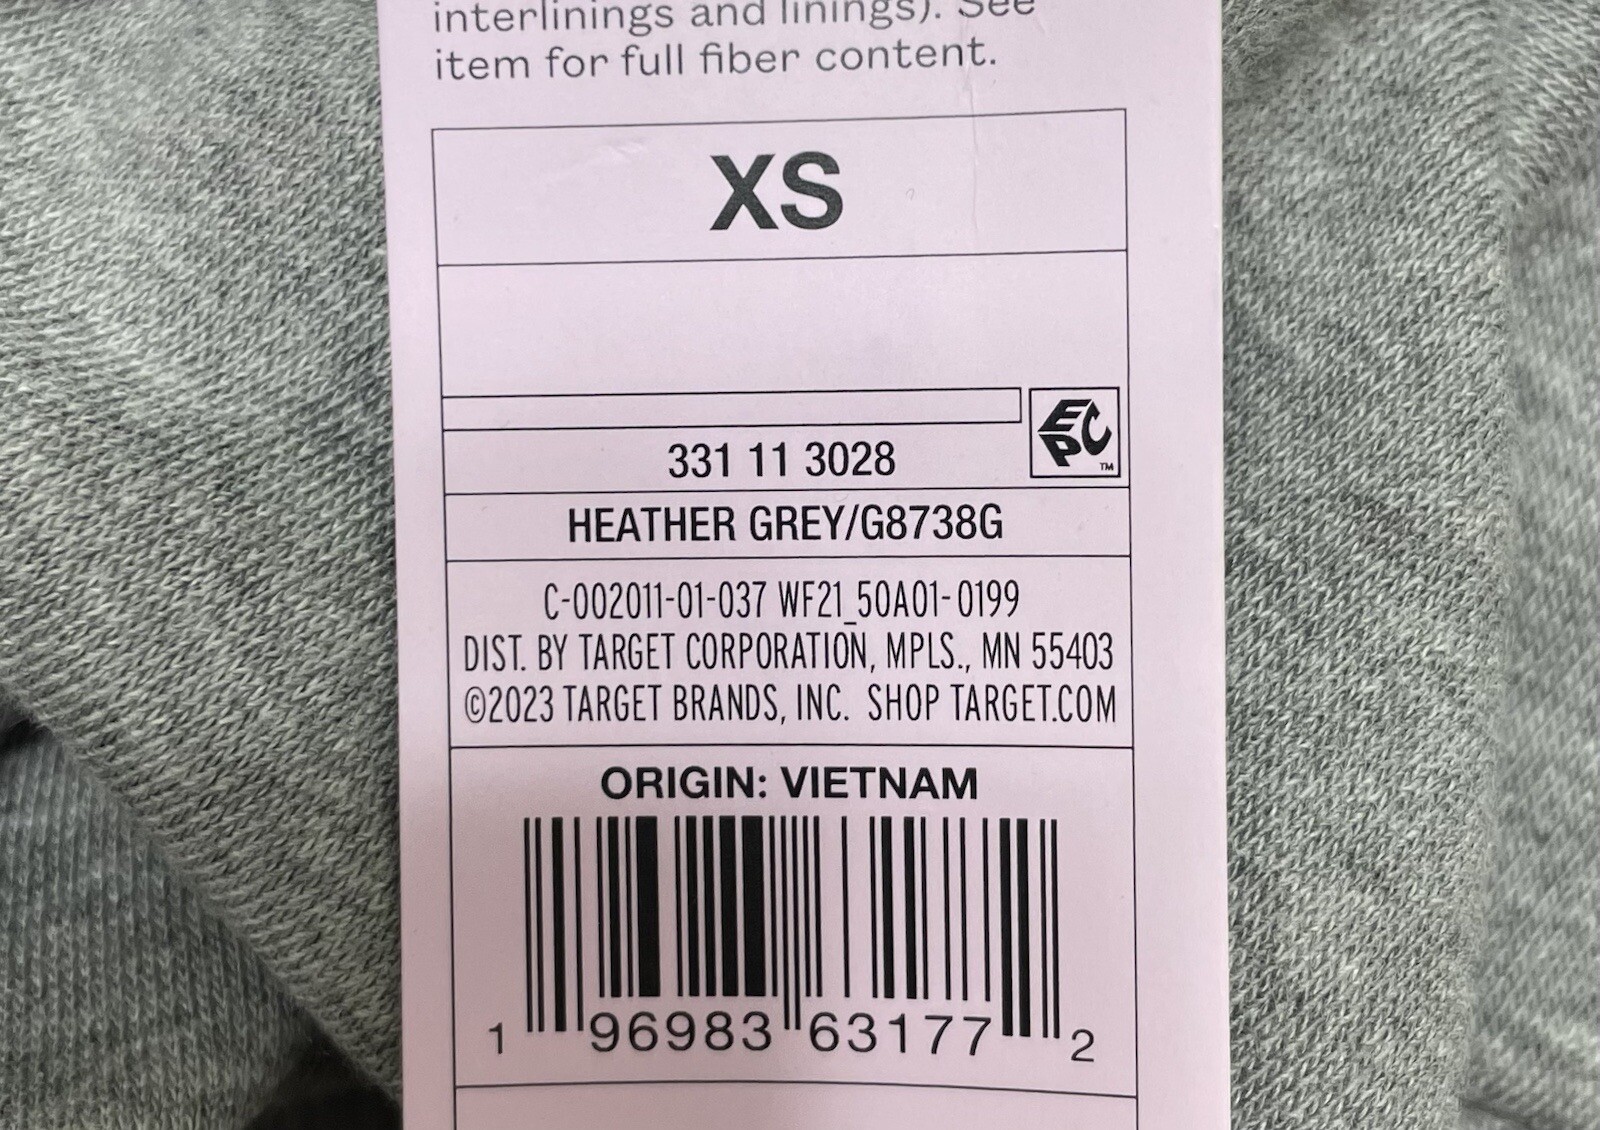 interlinings and linings). See
item for full fiber content.
XS
EPC
™
331 11 3028
HEATHER GREY/G8738G
C-002011-01-037 WF21_50A01-0199
DIST. BY TARGET CORPORATION, MPLS., MN 55403
©2023 TARGET BRANDS, INC. SHOP TARGET.COM
ORIGIN: VIETNAM
1 96983 63177 2